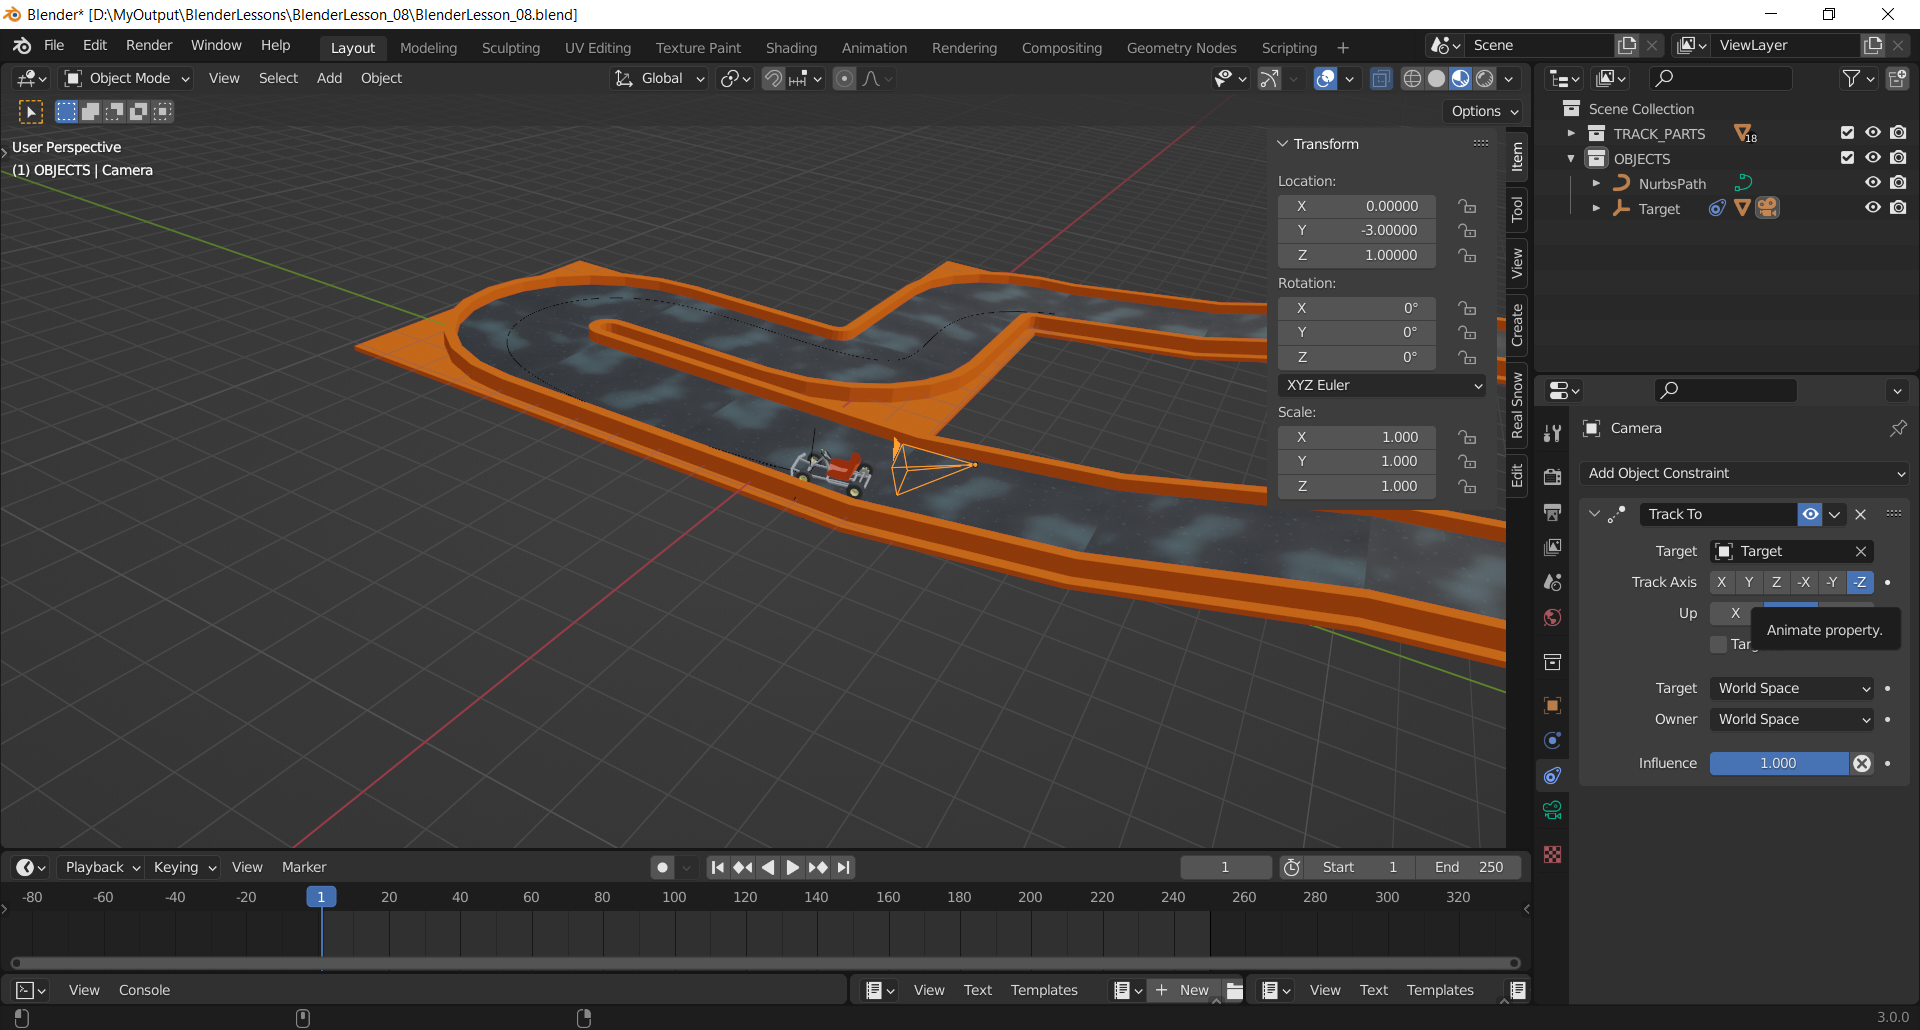 Blender* [D:\MyOutput\BlenderLessons\BlenderLesson_08\BlenderLesson_08.blend]
File Edit Render Window Help Layout Modeling Sculpting UV Editing Texture Paint Shading Animation Rendering Compositing Geometry Nodes Scripting + Scene ViewLayer
Object Mode View Select Add Object Global
Options
User Perspective
(1) OBJECTS | Camera
Transform
Location:
X 0.00000
Y -3.00000
Z 1.00000
Rotation:
X 0°
Y 0°
Z 0°
XYZ Euler
Scale:
X 1.000
Y 1.000
Z 1.000
Item
Tool
View
Create
Real Snow
Edit
Scene Collection
TRACK_PARTS 18
OBJECTS
NurbsPath
Target
Camera
Add Object Constraint
Track To
Target Target
Track Axis X Y Z -X -Y -Z
Up X
Animate property.
Targ
Target World Space
Owner World Space
Influence 1.000
Playback Keying View Marker 1 Start 1 End 250
-80 -60 -40 -20 1 20 40 60 80 100 120 140 160 180 200 220 240 260 280 300 320
View Console View Text Templates + New View Text Templates
3.0.0